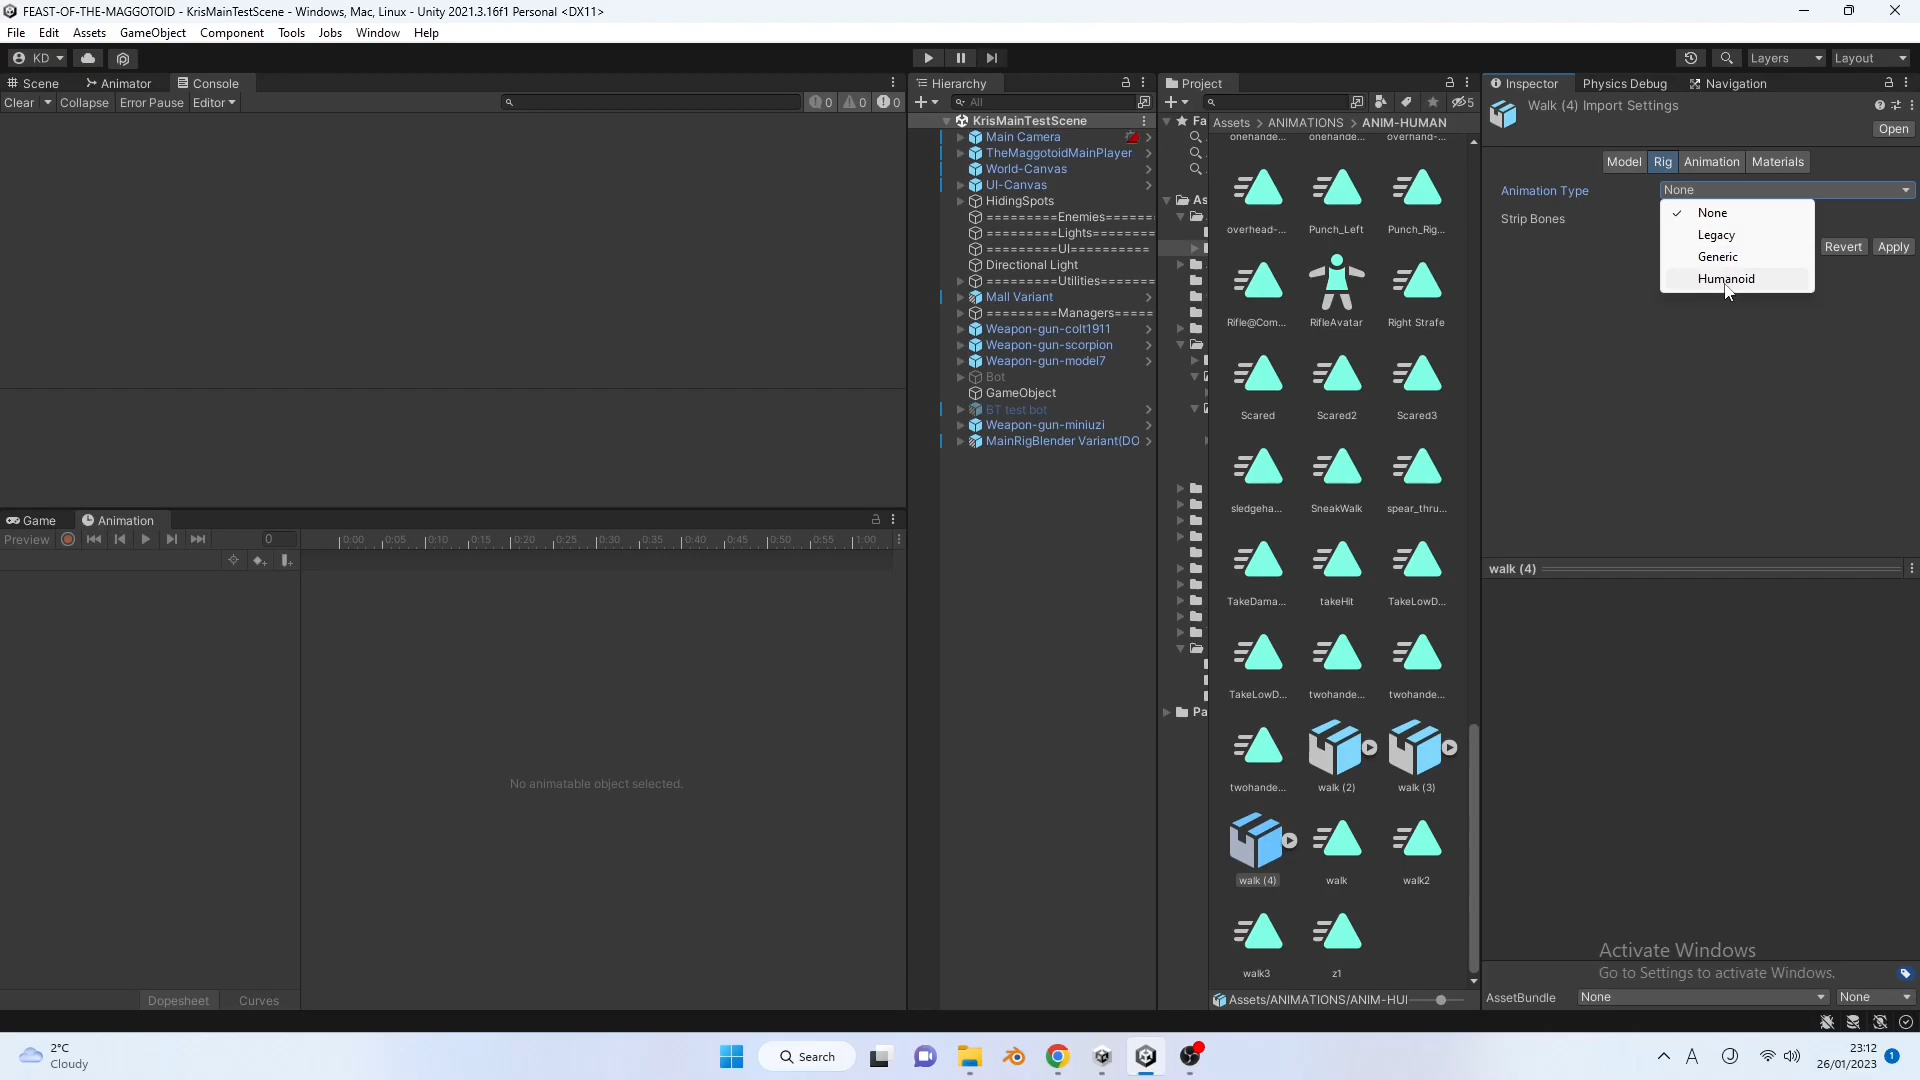 FEAST-OF-THE-MAGGOTOID - KrisMainTestScene - Windows, Mac, Linux - Unity 2021.3.16f1 Personal <DX11>
File Edit Assets GameObject Component Tools Jobs Window Help
KD Layers Layout
Scene Animator Console
Clear Collapse Error Pause Editor 0 0 0
Hierarchy
All
KrisMainTestScene
Main Camera
TheMaggotoidMainPlayer
World-Canvas
UI-Canvas
HidingSpots
=========Enemies======
=========Lights========
=========UI==========
Directional Light
=========Utilities=======
Mall Variant
=========Managers=====
Weapon-gun-colt1911
Weapon-gun-scorpion
Weapon-gun-model7
Bot
GameObject
BT test bot
Weapon-gun-miniuzi
MainRigBlender Variant(DO
Project
5
Fa
As
Pa
Assets > ANIMATIONS > ANIM-HUMAN
onehande... onehande... overhand-...
overhead-... Punch_Left Punch_Rig...
Rifle@Com... RifleAvatar Right Strafe
Scared Scared2 Scared3
sledgeha... SneakWalk spear_thru...
TakeDama... takeHit TakeLowD...
TakeLowD... twohande... twohande...
twohande... walk (2) walk (3)
walk (4) walk walk2
walk3 z1
Assets/ANIMATIONS/ANIM-HUI
Inspector Physics Debug Navigation
Walk (4) Import Settings
Open
Model Rig Animation Materials
Animation Type None
Strip Bones
None
Legacy
Generic
Humanoid
Revert Apply
walk (4)
Activate Windows
Go to Settings to activate Windows.
AssetBundle None None
Game Animation
Preview 0 0:00 0:05 0:10 0:15 0:20 0:25 0:30 0:35 0:40 0:45 0:50 0:55 1:00
No animatable object selected.
Dopesheet Curves
2°C
Cloudy
Search
23:12
26/01/2023
1